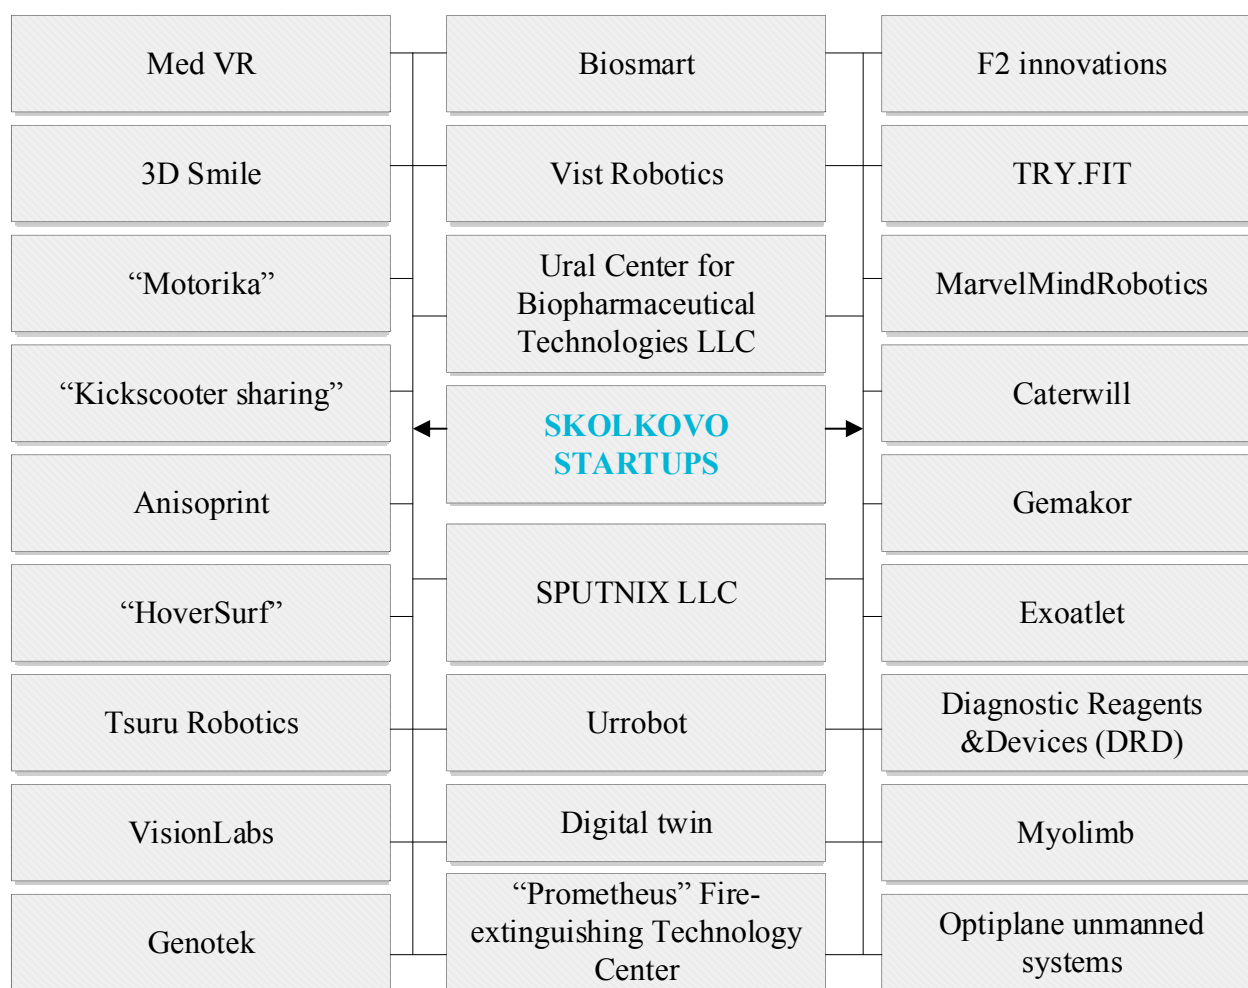 Med VR
Biosmart
F2 innovations
3D Smile
Vist Robotics
TRY.FIT
“Motorika”
Ural Center for
Biopharmaceutical
Technologies LLC
MarvelMindRobotics
“Kickscooter sharing”
SKOLKOVO
STARTUPS
Caterwill
Anisoprint
SPUTNIX LLC
Gemakor
“HoverSurf”
Exoatlet
Tsuru Robotics
Urrobot
Diagnostic Reagents
&Devices (DRD)
VisionLabs
Digital twin
Myolimb
Genotek
“Prometheus” Fire-
extinguishing Technology
Center
Optiplane unmanned
systems